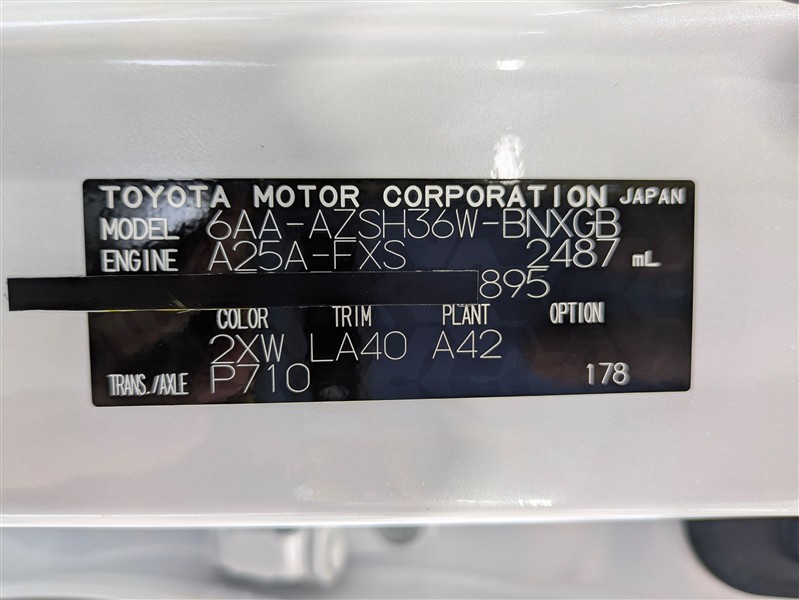 TOYOTA MOTOR CORPORATION JAPAN
MODEL 6AA-AZSH36W-BNXGB
ENGINE A25A-FXS 2487 mL
895
COLOR TRIM PLANT OPTION
2XW LA40 A42
TRANS./AXLE P710 178